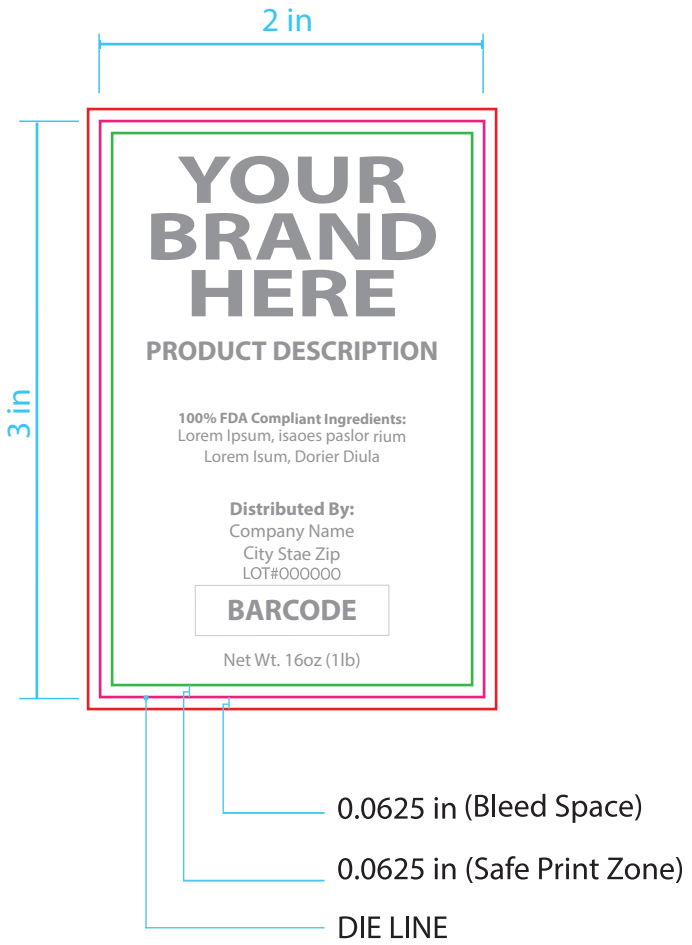 2 in
3 in
YOUR
BRAND
HERE
PRODUCT DESCRIPTION
100% FDA Compliant Ingredients:
Lorem Ipsum, isaoes paslor rium
Lorem Isum, Dorier Diula
Distributed By:
Company Name
City Stae Zip
LOT#000000
BARCODE
Net Wt. 16oz (1lb)
0.0625 in (Bleed Space)
0.0625 in (Safe Print Zone)
DIE LINE